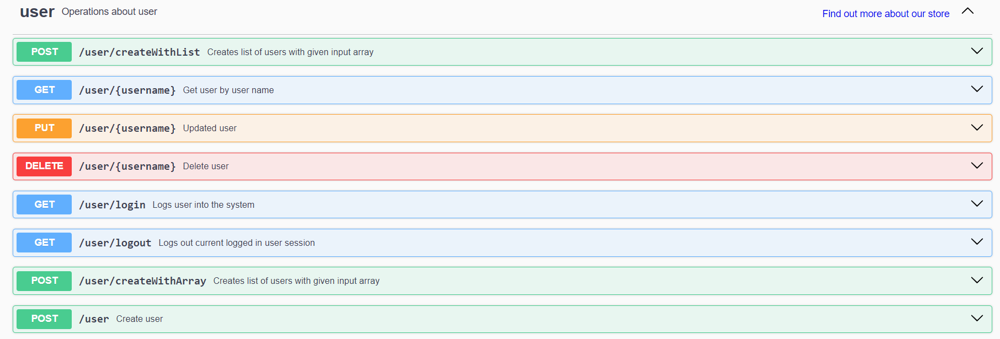 user Operations about user Find out more about our store
POST /user/createWithList Creates list of users with given input array
GET /user/{username} Get user by user name
PUT /user/{username} Updated user
DELETE /user/{username} Delete user
GET /user/login Logs user into the system
GET /user/logout Logs out current logged in user session
POST /user/createWithArray Creates list of users with given input array
POST /user Create user